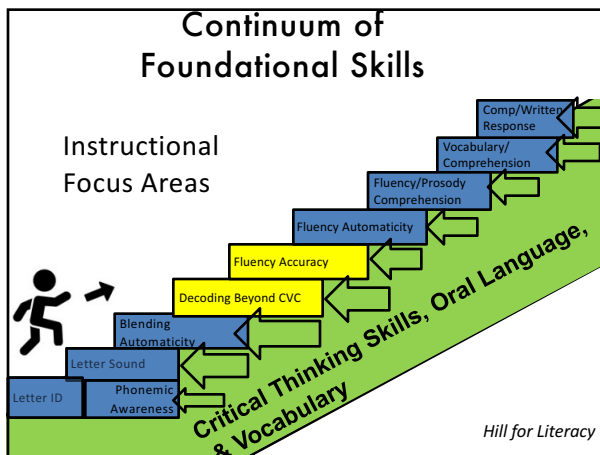 Continuum of
Foundational Skills
Instructional
Focus Areas
Comp/Written
Response
Vocabulary/
Comprehension
Fluency/Prosody
Comprehension
Fluency Automaticity
Fluency Accuracy
Decoding Beyond CVC
Blending
Automaticity
Letter Sound
Letter ID
Phonemic
Awareness
Critical Thinking Skills, Oral Language,
& Vocabulary
Hill for Literacy